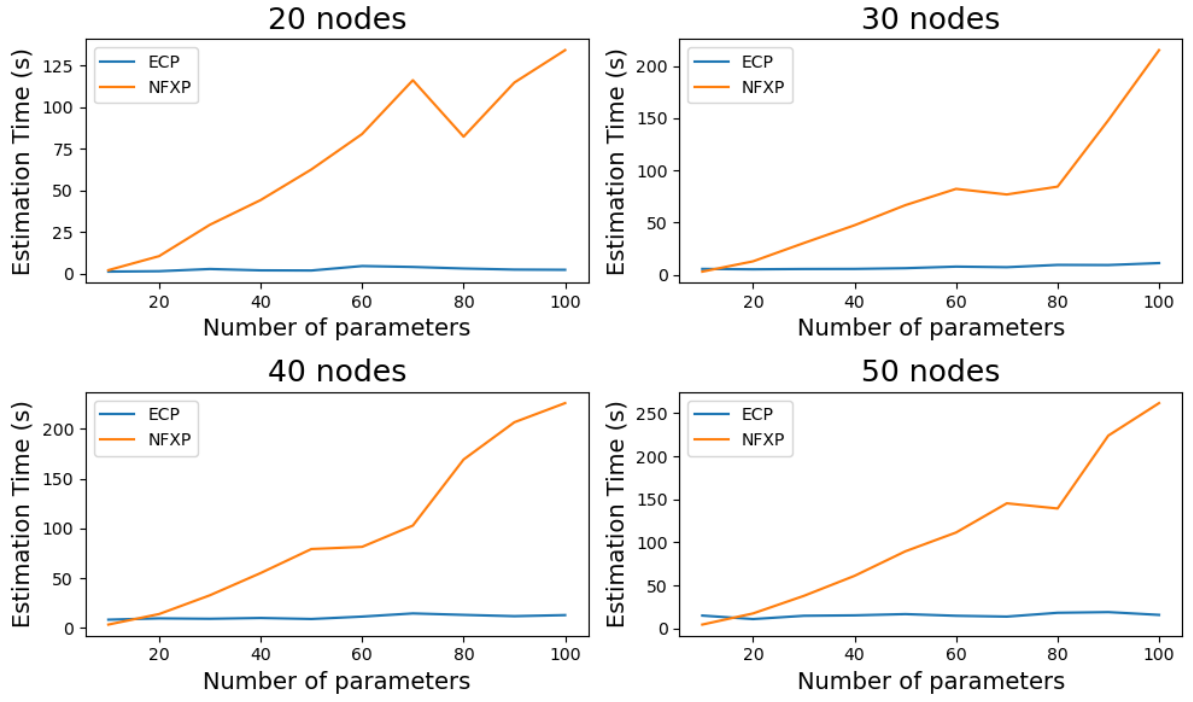 20 nodes
Estimation Time (s)
125
100
75
50
25
0
ECP
NFXP
20 40 60 80 100
Number of parameters
30 nodes
Estimation Time (s)
200
150
100
50
0
ECP
NFXP
20 40 60 80 100
Number of parameters
40 nodes
Estimation Time (s)
200
150
100
50
0
ECP
NFXP
20 40 60 80 100
Number of parameters
50 nodes
Estimation Time (s)
250
200
150
100
50
0
ECP
NFXP
20 40 60 80 100
Number of parameters